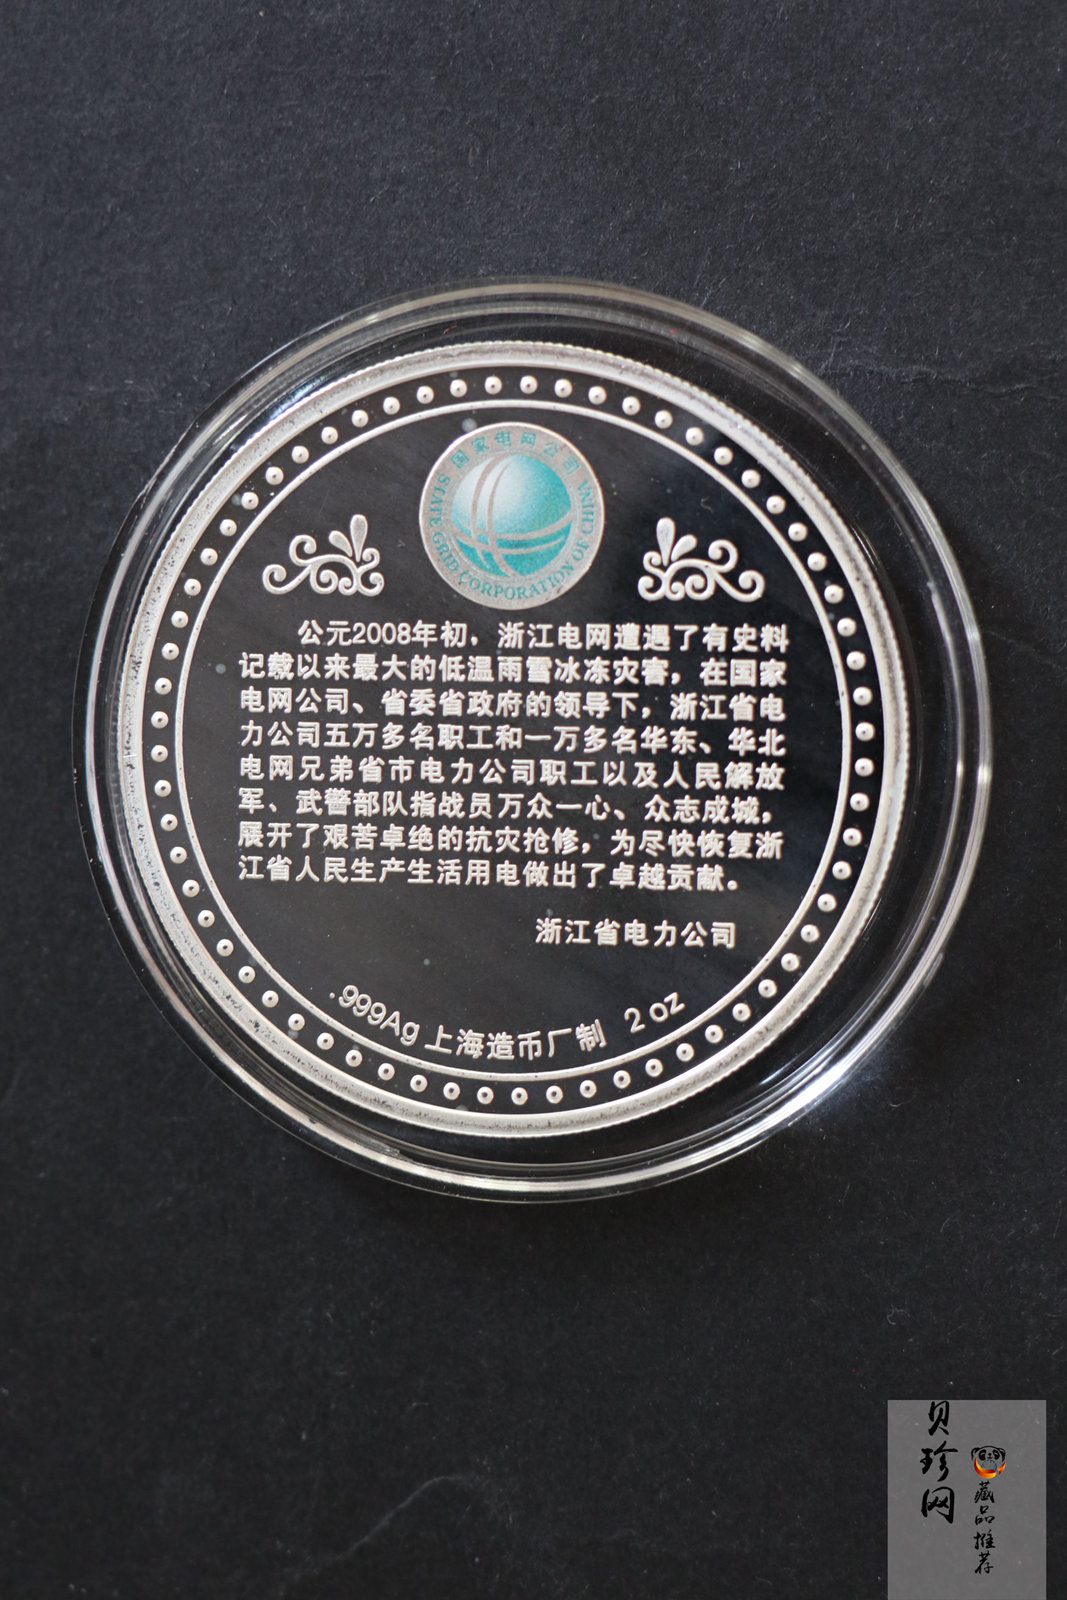 国家电网公司
STATE GRID CORPORATION OF CHINA
公元2008年初，浙江电网遭遇了有史料
记载以来最大的低温雨雪冰冻灾害，在国家
电网公司、省委省政府的领导下，浙江省电
力公司五万多名职工和一万多名华东、华北
电网兄弟省市电力公司职工以及人民解放
军、武警部队指战员万众一心、众志成城，
展开了艰苦卓绝的抗灾抢修，为尽快恢复浙
江省人民生产生活用电做出了卓越贡献。
浙江省电力公司
.999Ag 上海造币厂制 2 oz
贝珍网
藏品推荐